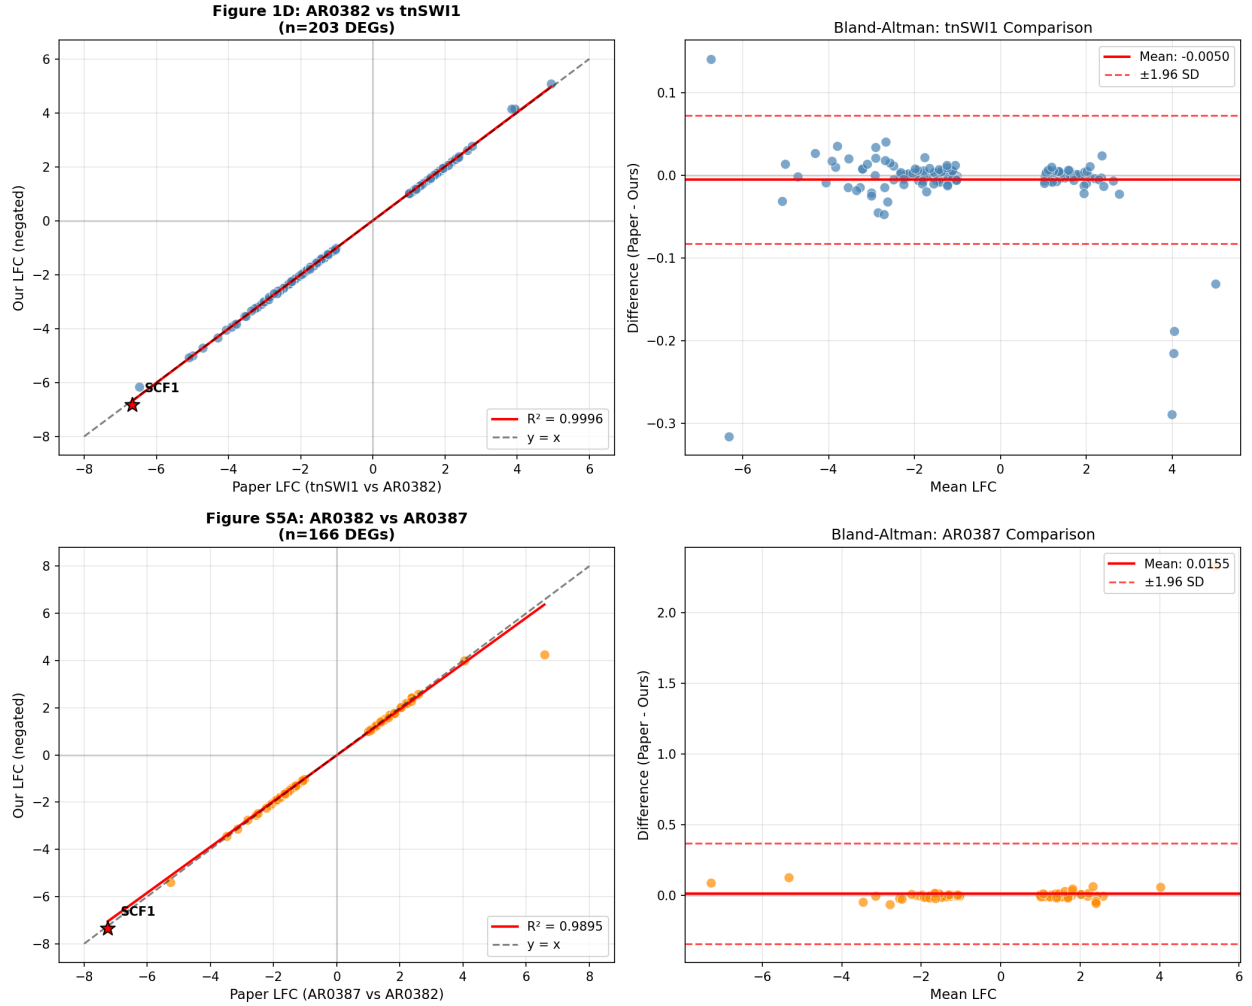 Figure 1D: AR0382 vs tnSWI1
(n=203 DEGs)
6
4
2
0
−2
−4
−6
−8
Our LFC (negated)
SCF1
R² = 0.9996
y = x
−8 −6 −4 −2 0 2 4 6
Paper LFC (tnSWI1 vs AR0382)
Bland-Altman: tnSWI1 Comparison
Mean: -0.0050
±1.96 SD
0.1
0.0
−0.1
−0.2
−0.3
Difference (Paper - Ours)
−6 −4 −2 0 2 4
Mean LFC
Figure S5A: AR0382 vs AR0387
(n=166 DEGs)
8
6
4
2
0
−2
−4
−6
−8
Our LFC (negated)
SCF1
R² = 0.9895
y = x
−8 −6 −4 −2 0 2 4 6 8
Paper LFC (AR0387 vs AR0382)
Bland-Altman: AR0387 Comparison
Mean: 0.0155
±1.96 SD
2.0
1.5
1.0
0.5
0.0
Difference (Paper - Ours)
−6 −4 −2 0 2 4 6
Mean LFC